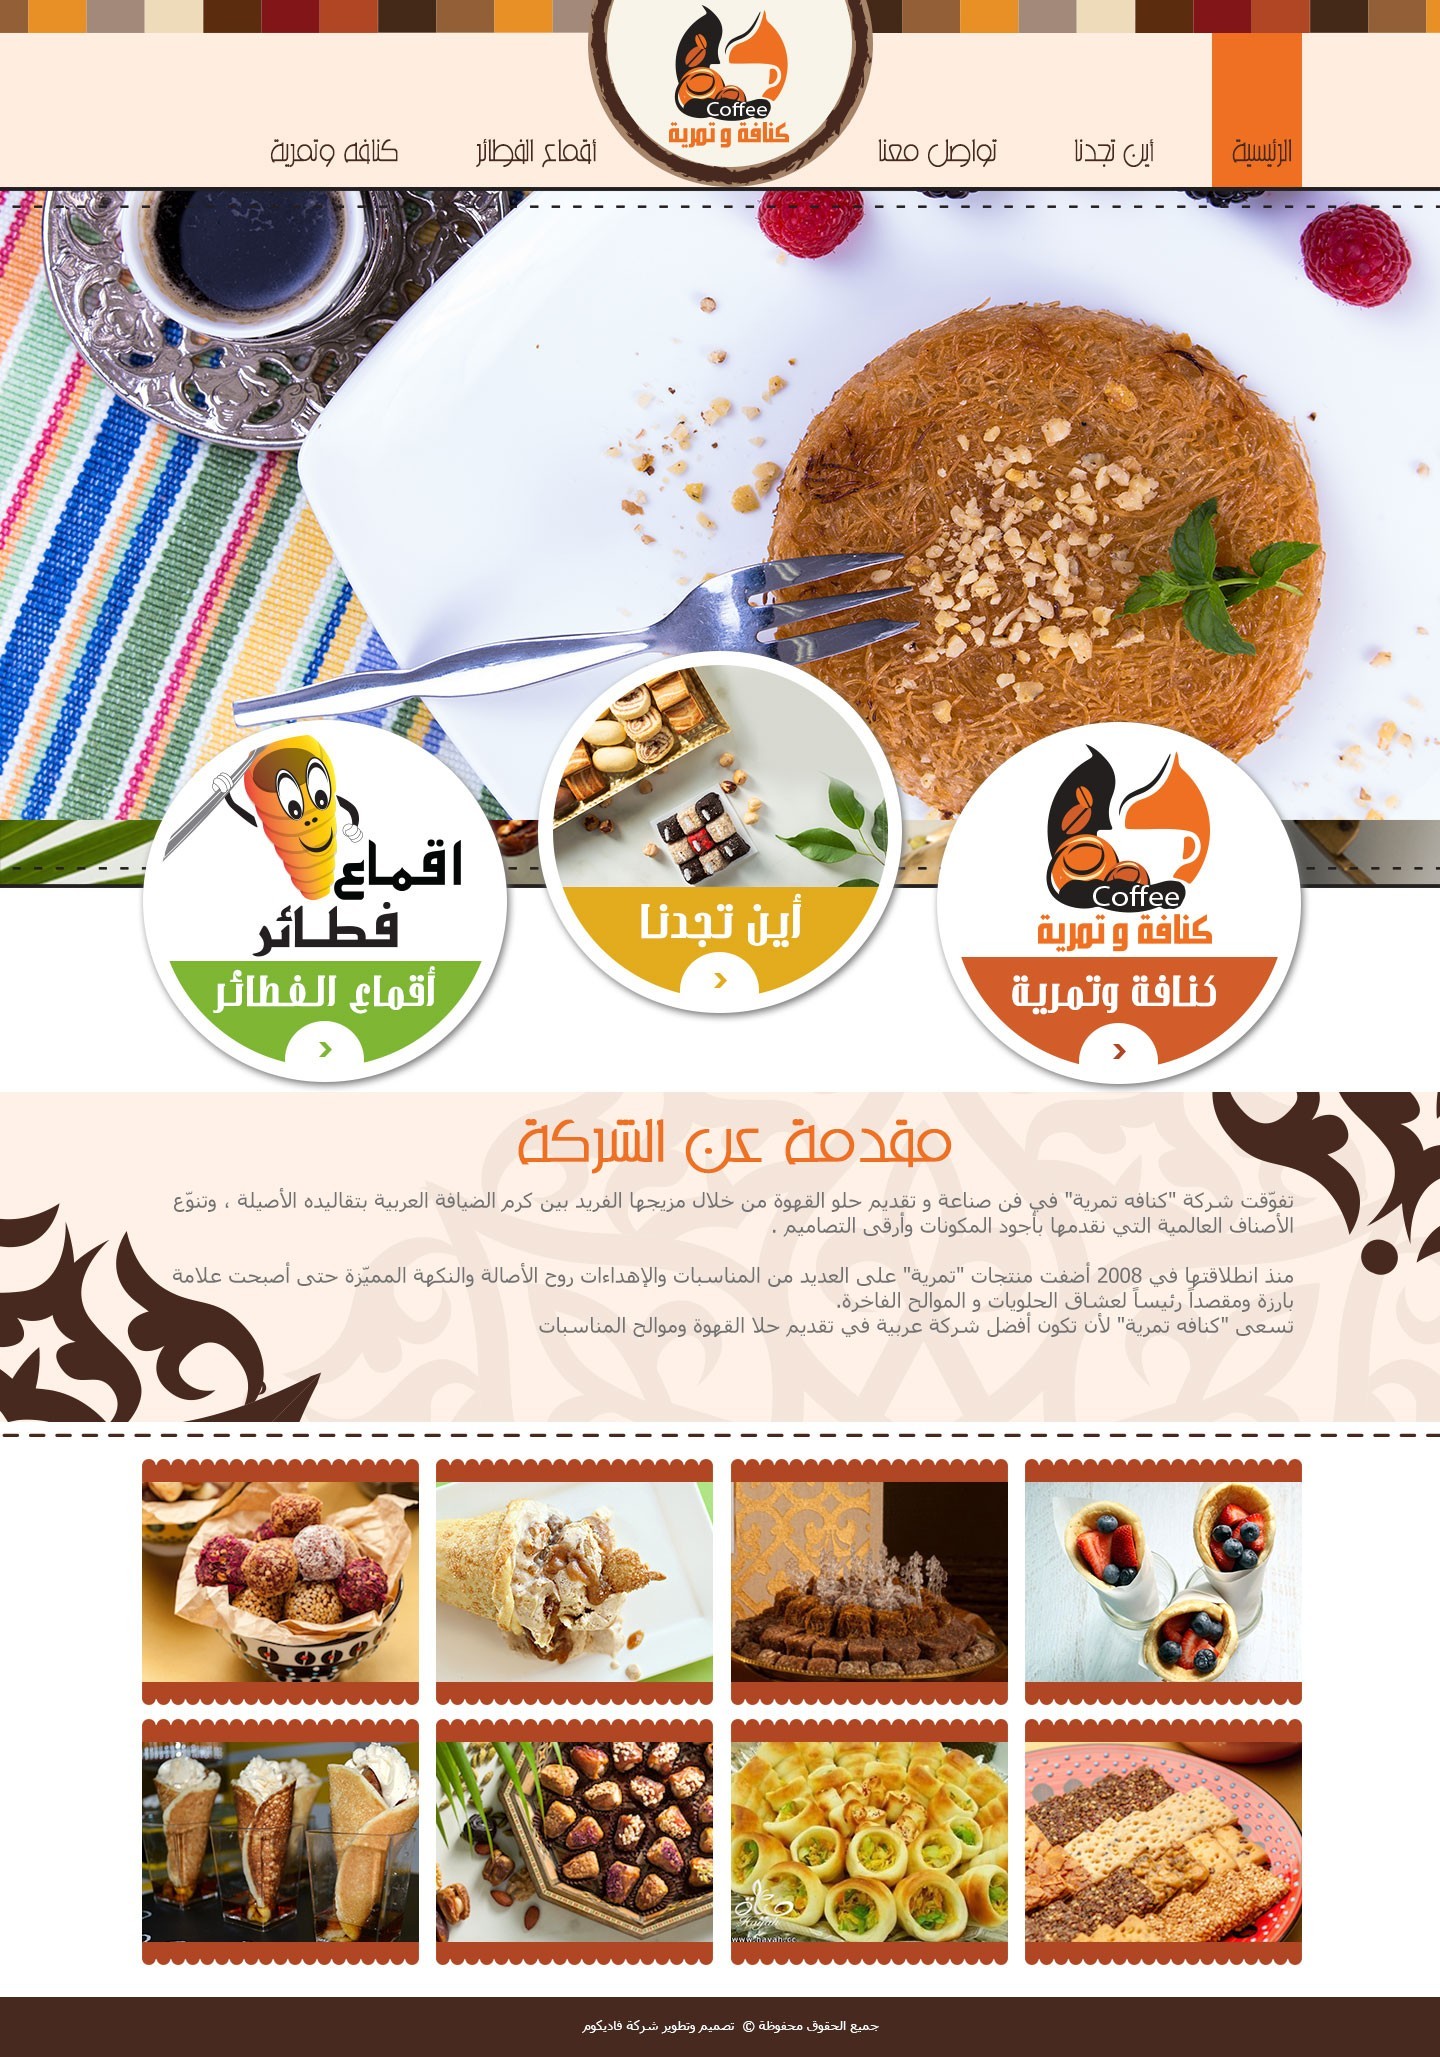 Coffee
كنافة و تمرية
الرئيسية
أين تجدنا
تواصل معنا
أقماع الفطائر
كنافه وتمرية
Coffee
كنافة و تمرية
كنافة وتمرية
أين تجدنا
اقماع
فطائر
أقماع الفطائر
مقدمة عن الشركة
تفوّقت شركة "كنافه تمرية" في فن صناعة و تقديم حلو القهوة من خلال مزيجها الفريد بين كرم الضيافة العربية بتقاليده الأصيلة ، وتنوّع
الأصناف العالمية التي نقدمها بأجود المكونات وأرقى التصاميم .
منذ انطلاقتها في 2008 أضفت منتجات "تمرية" على العديد من المناسبات والإهداءات روح الأصالة والنكهة المميّزة حتى أصبحت علامة
بارزة ومقصداً رئيساً لعشاق الحلويات و الموالح الفاخرة.
تسعى "كنافه تمرية" لأن تكون أفضل شركة عربية في تقديم حلا القهوة وموالح المناسبات
حياة
Hayah
www.hayah.cc
جميع الحقوق محفوظة © تصميم وتطوير شركة فاديكوم